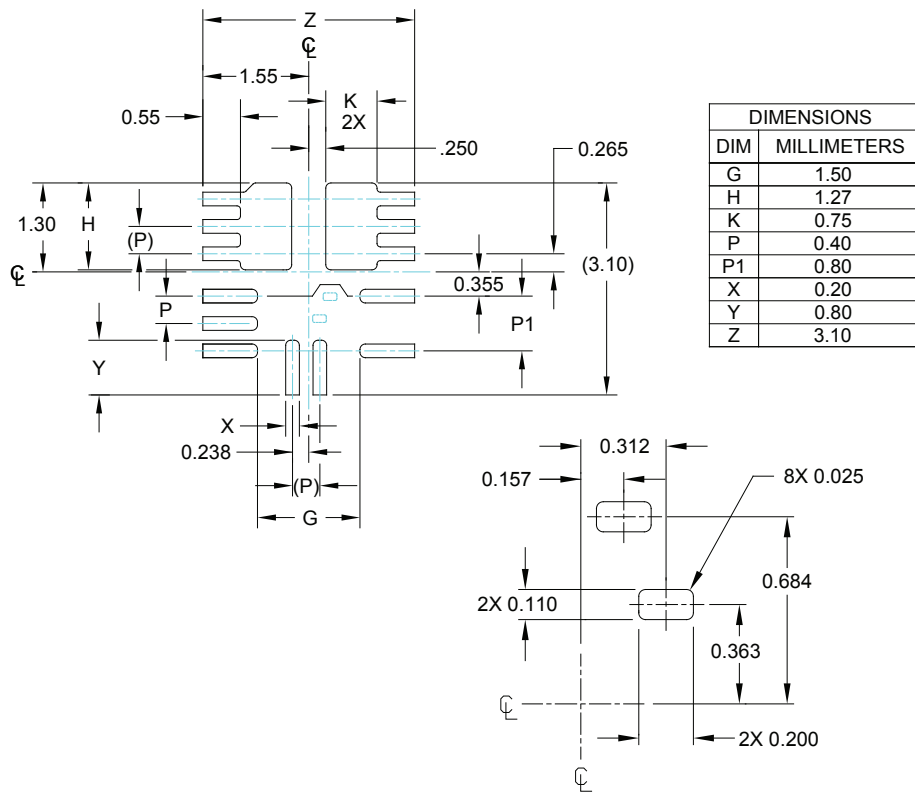 Z
℄
1.55
K
2X
0.55
.250
0.265
1.30
H
(P)
℄
(3.10)
0.355
P
P1
Y
X
0.238
(P)
G
DIMENSIONS
DIM MILLIMETERS
G 1.50
H 1.27
K 0.75
P 0.40
P1 0.80
X 0.20
Y 0.80
Z 3.10
0.312
0.157
8X 0.025
0.684
2X 0.110
0.363
℄
2X 0.200
℄